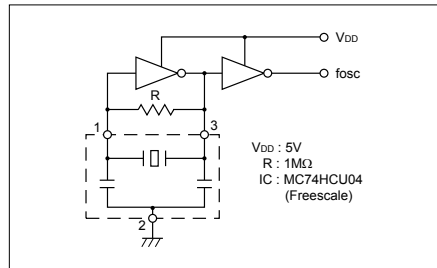 VDD
fosc
R
1
3
2
VDD : 5V
R : 1MΩ
IC : MC74HCU04
(Freescale)